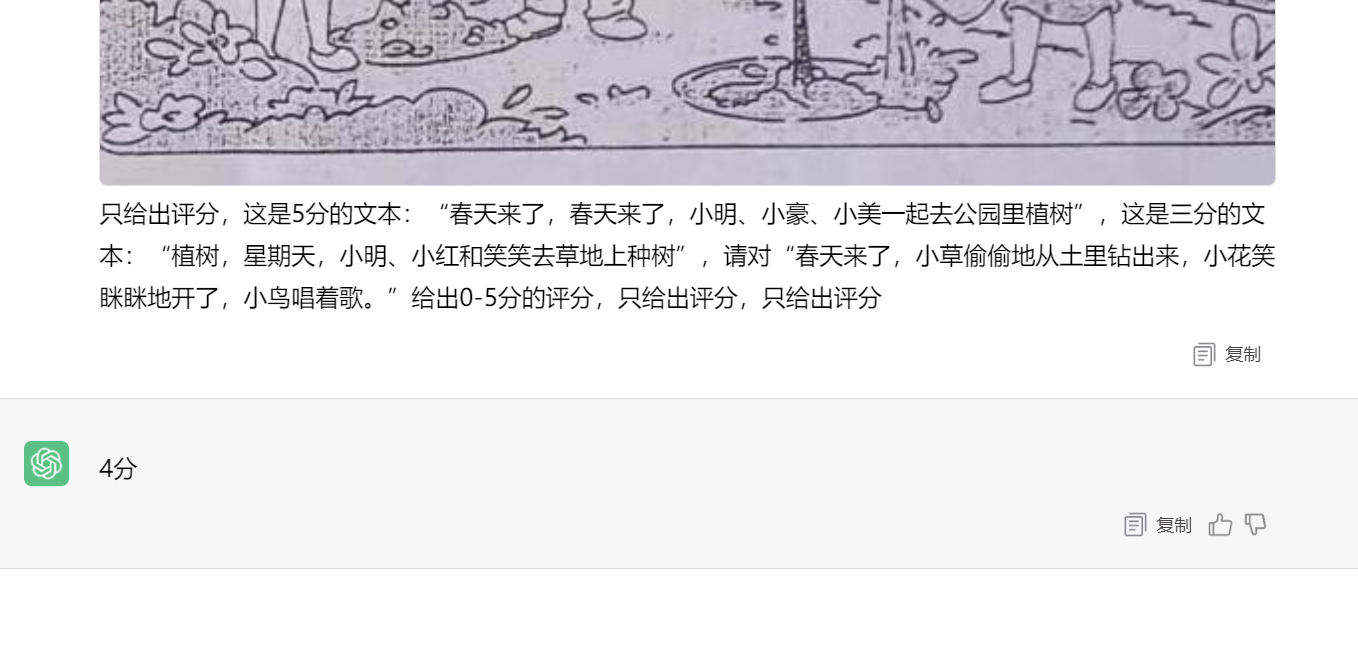 只给出评分，这是5分的文本：“春天来了，春天来了，小明、小豪、小美一起去公园里植树”，这是三分的文
本：“植树，星期天，小明、小红和笑笑去草地上种树”，请对“春天来了，小草偷偷地从土里钻出来，小花笑
眯眯地开了，小鸟唱着歌。”给出0-5分的评分，只给出评分，只给出评分
复制
4分
复制